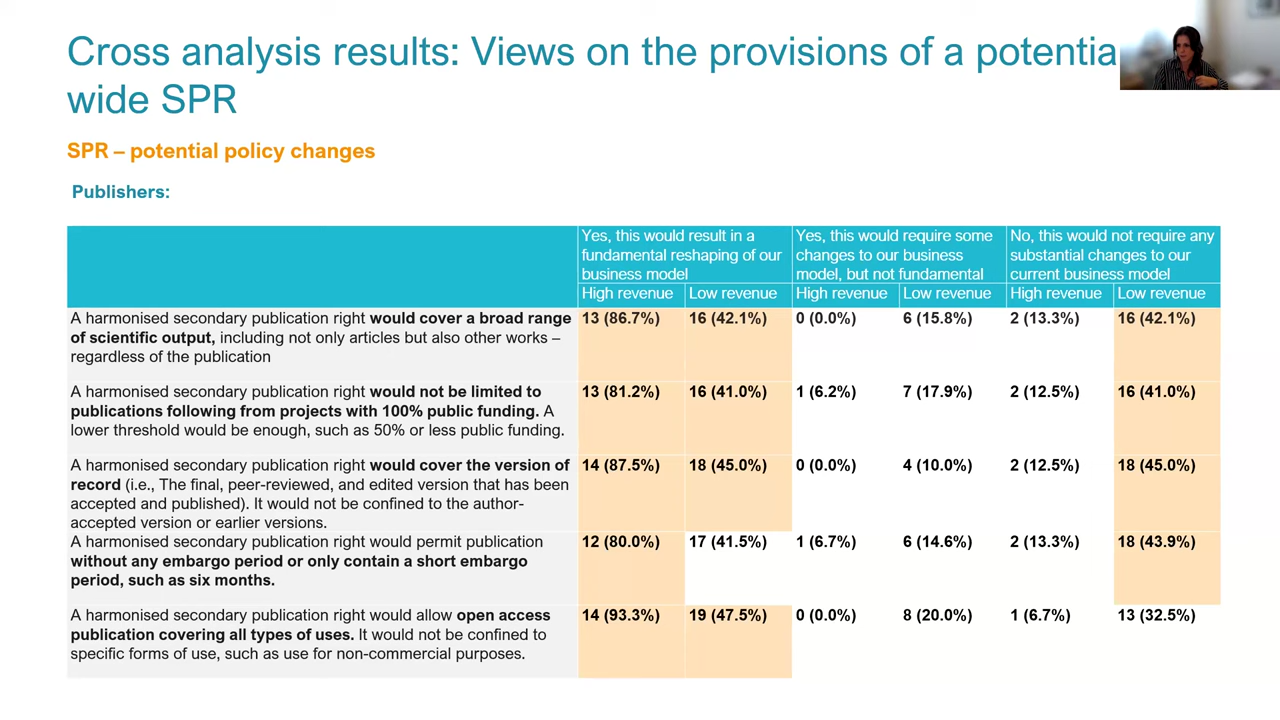 Cross analysis results: Views on the provisions of a potentia
wide SPR
SPR – potential policy changes
Publishers:
Yes, this would result in a fundamental reshaping of our business model
Yes, this would require some changes to our business model, but not fundamental
No, this would not require any substantial changes to our current business model
High revenue Low revenue High revenue Low revenue High revenue Low revenue
A harmonised secondary publication right would cover a broad range
of scientific output, including not only articles but also other works –
regardless of the publication
13 (86.7%) 16 (42.1%) 0 (0.0%) 6 (15.8%) 2 (13.3%) 16 (42.1%)
A harmonised secondary publication right would not be limited to
publications following from projects with 100% public funding. A
lower threshold would be enough, such as 50% or less public funding.
13 (81.2%) 16 (41.0%) 1 (6.2%) 7 (17.9%) 2 (12.5%) 16 (41.0%)
A harmonised secondary publication right would cover the version of
record (i.e., The final, peer-reviewed, and edited version that has been
accepted and published). It would not be confined to the author-
accepted version or earlier versions.
14 (87.5%) 18 (45.0%) 0 (0.0%) 4 (10.0%) 2 (12.5%) 18 (45.0%)
A harmonised secondary publication right would permit publication
without any embargo period or only contain a short embargo
period, such as six months.
12 (80.0%) 17 (41.5%) 1 (6.7%) 6 (14.6%) 2 (13.3%) 18 (43.9%)
A harmonised secondary publication right would allow open access
publication covering all types of uses. It would not be confined to
specific forms of use, such as use for non-commercial purposes.
14 (93.3%) 19 (47.5%) 0 (0.0%) 8 (20.0%) 1 (6.7%) 13 (32.5%)